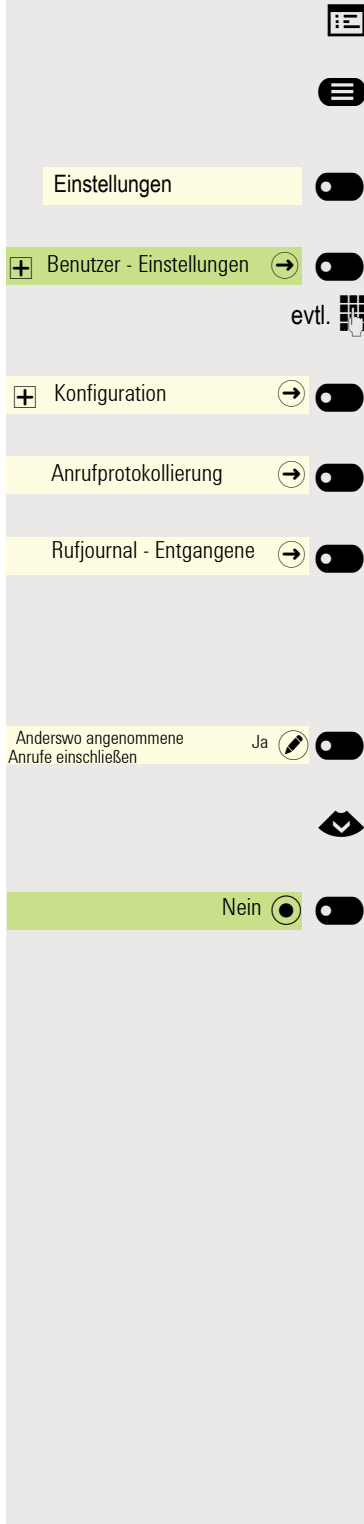 Einstellungen
Benutzer - Einstellungen
evtl.
Konfiguration
Anrufprotokollierung
Rufjournal - Entgangene
Anderswo angenommene Ja
Anrufe einschließen
Nein